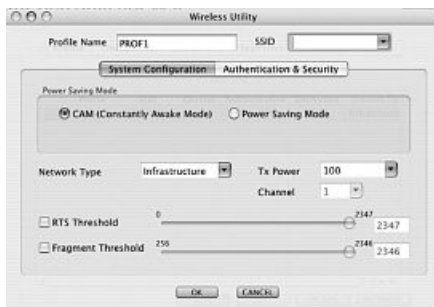 Wireless Utility
Profile Name PROF1 SSID
System Configuration Authentication & Security
Power Saving Mode
CAM (Constantly Awake Mode) Power Saving Mode
Network Type Infrastructure Tx Power 100
Channel 1
RTS Threshold 0 2347 2347
Fragment Threshold 256 2346 2346
OK CANCEL